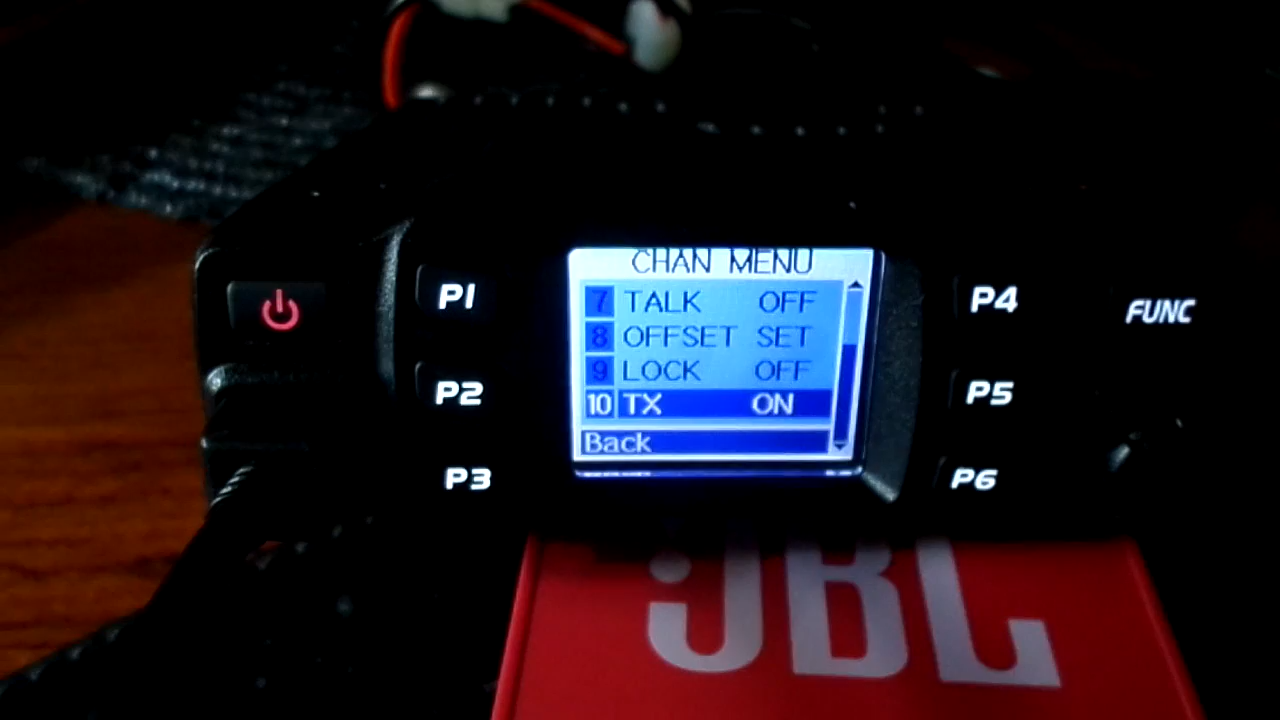 CHAN MENU
7 TALK OFF
8 OFFSET SET
9 LOCK OFF
10 TX ON
Back
P1
P2
P3
P4
P5
P6
FUNC
JBL